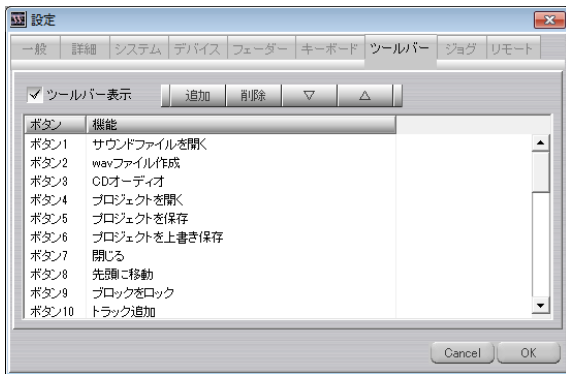 設定
一般 詳細 システム デバイス フェーダー キーボード ツールバー ジョグ リモート
ツールバー表示 追加 削除 ▽ △
ボタン 機能
ボタン1 サウンドファイルを開く
ボタン2 wavファイル作成
ボタン3 CDオーディオ
ボタン4 プロジェクトを開く
ボタン5 プロジェクトを保存
ボタン6 プロジェクトを上書き保存
ボタン7 閉じる
ボタン8 先頭に移動
ボタン9 ブロックをロック
ボタン10 トラック追加
Cancel OK